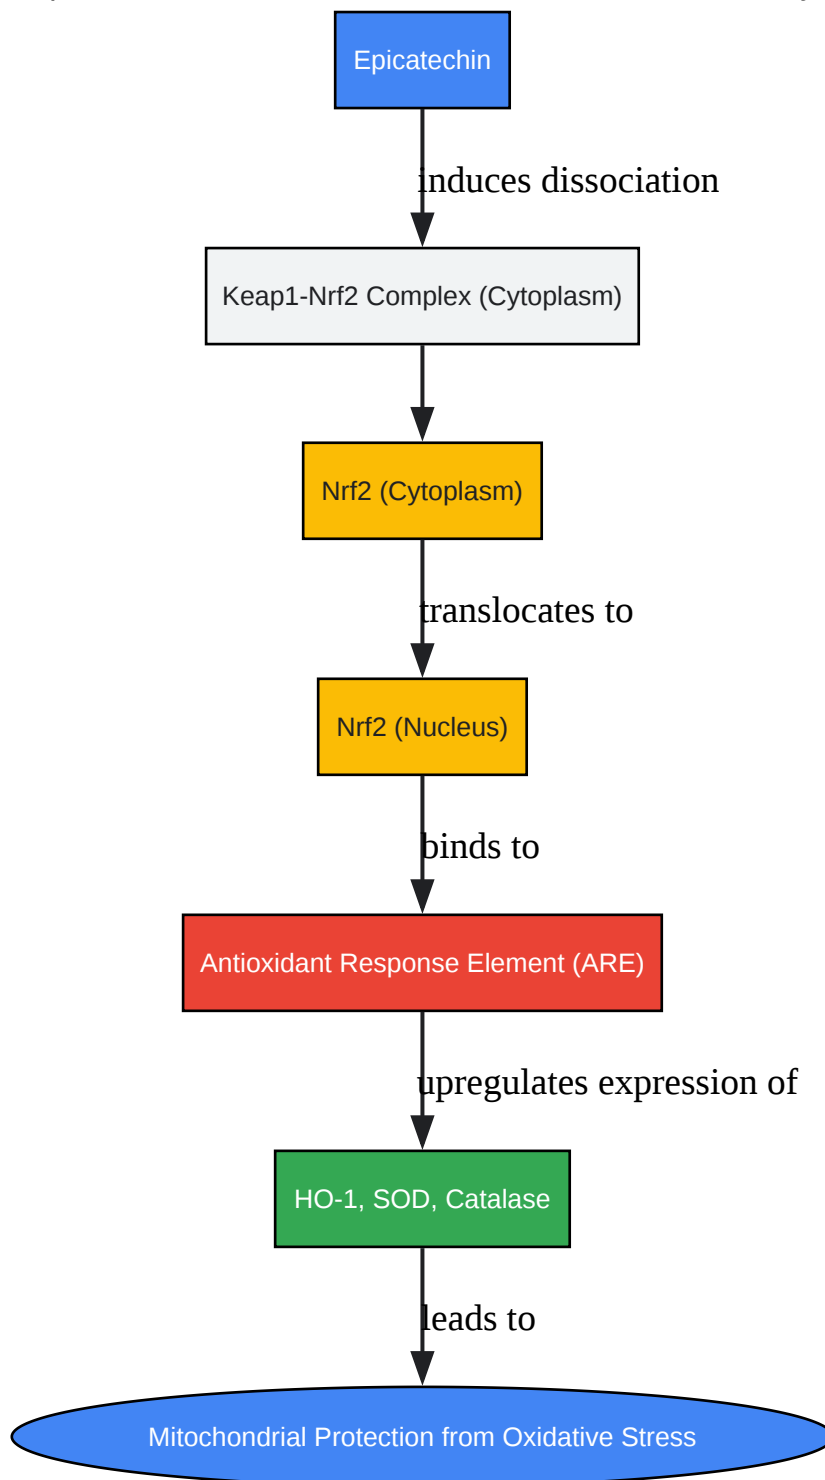 Epicatechin
induces dissociation
Keap1-Nrf2 Complex (Cytoplasm)
Nrf2 (Cytoplasm)
translocates to
Nrf2 (Nucleus)
binds to
Antioxidant Response Element (ARE)
upregulates expression of
HO-1, SOD, Catalase
leads to
Mitochondrial Protection from Oxidative Stress